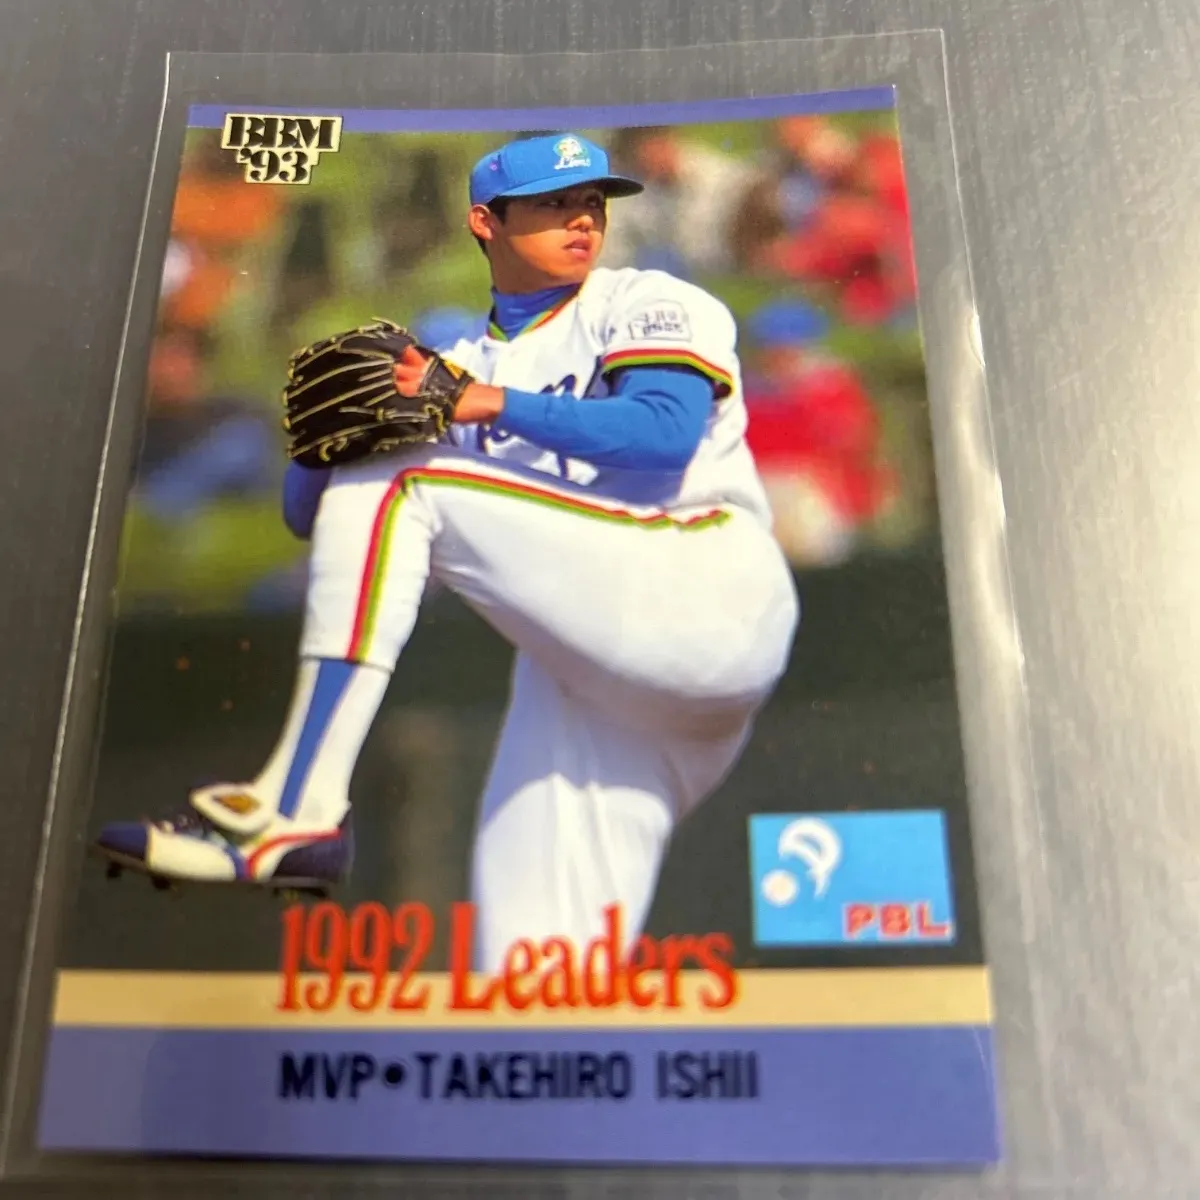 BBM
'93
Lions
1992 Leaders
PBL
MVP•TAKEHIRO ISHII